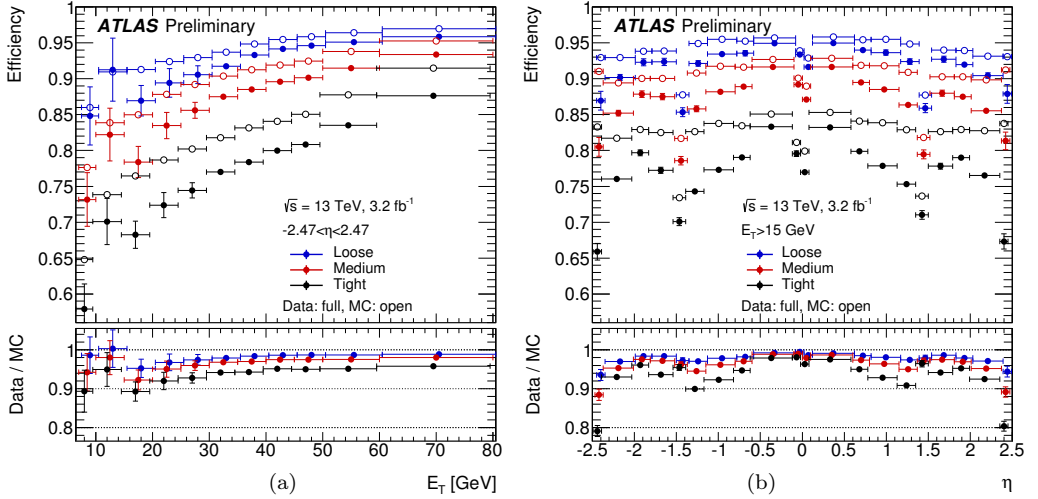 ATLAS Preliminary
Efficiency
1
0.95
0.9
0.85
0.8
0.75
0.7
0.65
0.6
√s = 13 TeV, 3.2 fb⁻¹
-2.47<η<2.47
Loose
Medium
Tight
Data: full, MC: open
Data / MC
1
0.9
0.8
10 20 30 40 50 60 70 80
E_T [GeV]
(a)
ATLAS Preliminary
Efficiency
1
0.95
0.9
0.85
0.8
0.75
0.7
0.65
0.6
√s = 13 TeV, 3.2 fb⁻¹
E_T>15 GeV
Loose
Medium
Tight
Data: full, MC: open
Data / MC
1
0.9
0.8
-2.5 -2 -1.5 -1 -0.5 0 0.5 1 1.5 2 2.5
η
(b)